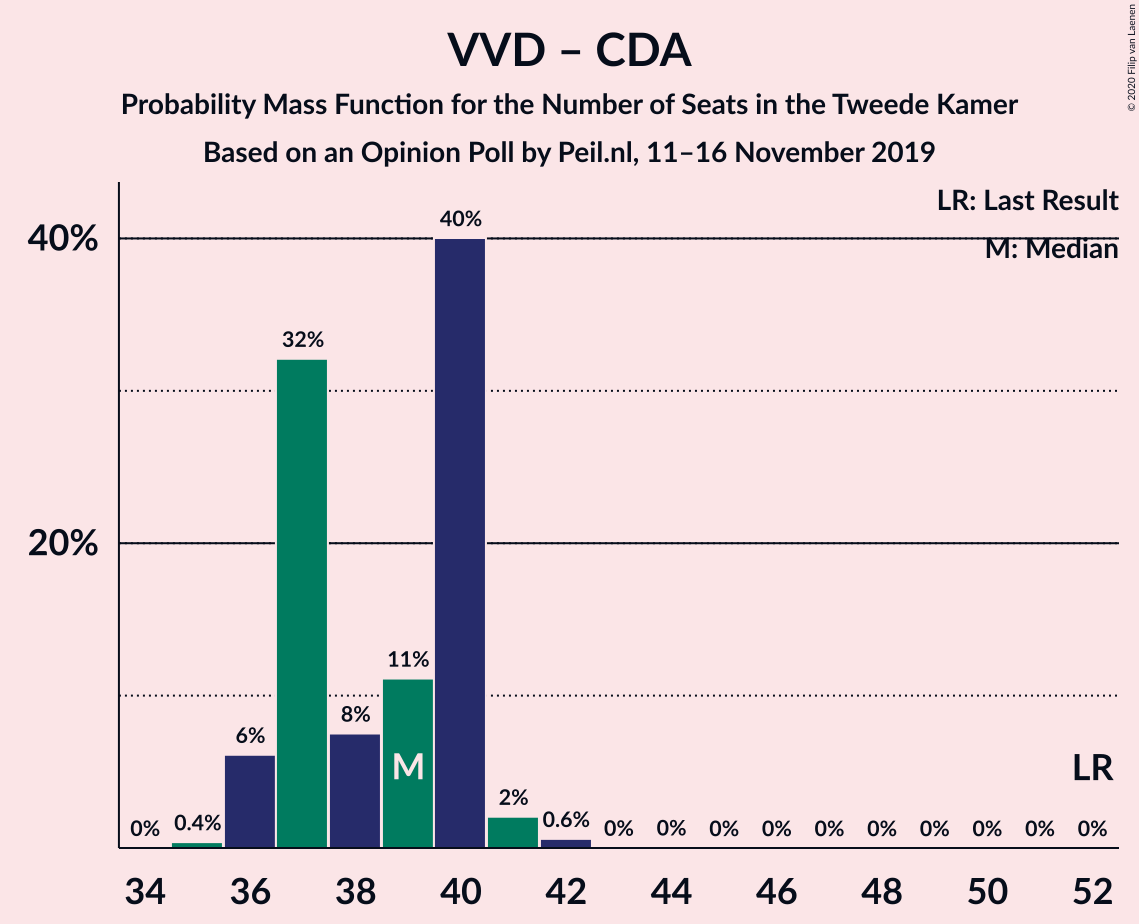 VVD – CDA
Probability Mass Function for the Number of Seats in the Tweede Kamer
Based on an Opinion Poll by Peil.nl, 11–16 November 2019
© 2020 Filip van Laenen
LR: Last Result
M: Median
40%
20%
0%
0.4%
6%
32%
8%
11%
40%
2%
0.6%
0%
0%
0%
0%
0%
0%
0%
0%
0%
0%
M
LR
34 36 38 40 42 44 46 48 50 52